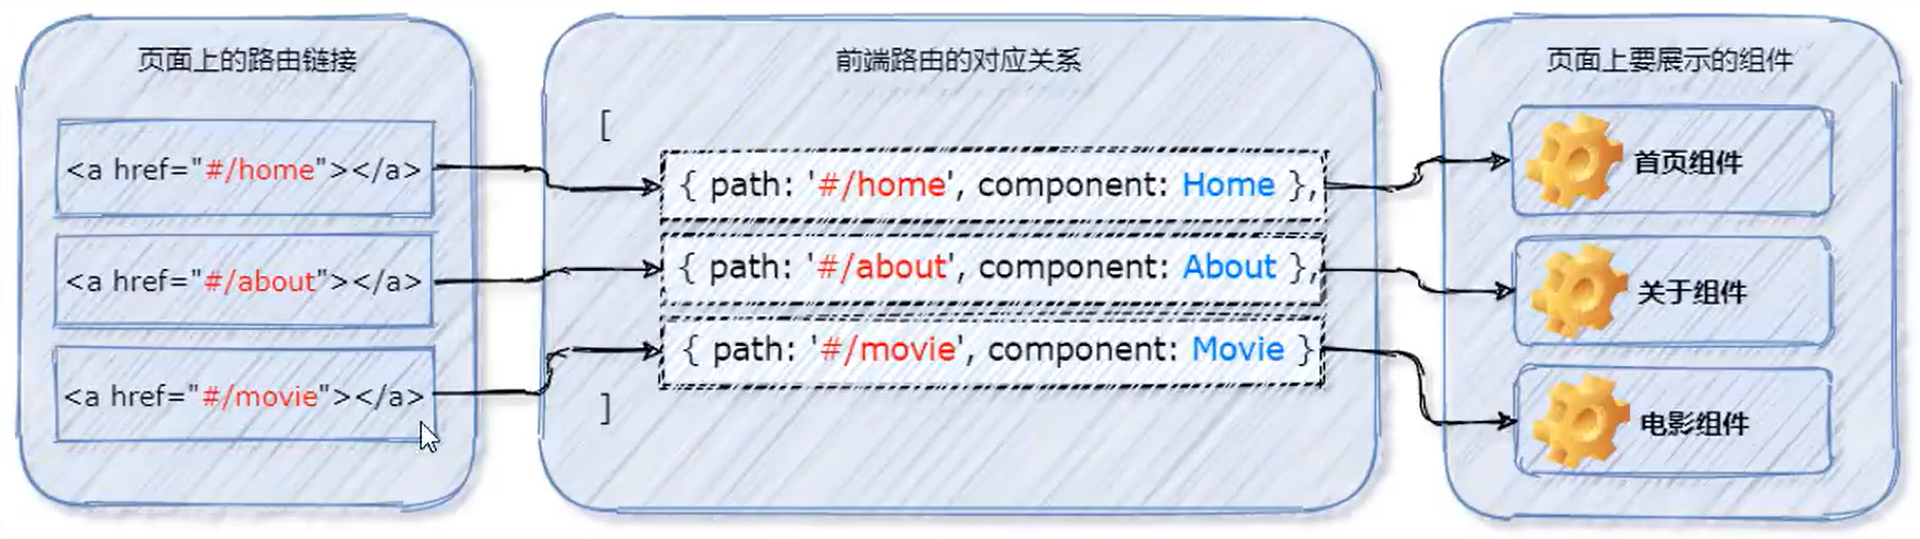 页面上的路由链接
<a href="#/home"></a>
<a href="#/about"></a>
<a href="#/movie"></a>
前端路由的对应关系
[
{ path: '#/home', component: Home },
{ path: '#/about', component: About },
{ path: '#/movie', component: Movie }
]
页面上要展示的组件
首页组件
关于组件
电影组件